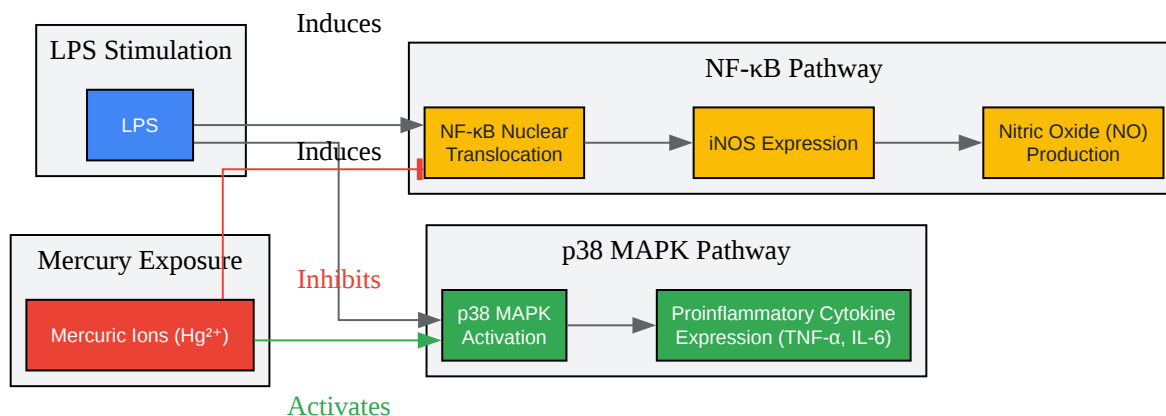 Induces
LPS Stimulation
LPS
NF-κB Pathway
NF-κB Nuclear
Translocation
iNOS Expression
Nitric Oxide (NO)
Production
Induces
Mercury Exposure
Mercuric Ions (Hg²⁺)
Inhibits
p38 MAPK Pathway
p38 MAPK
Activation
Proinflammatory Cytokine
Expression (TNF-α, IL-6)
Activates